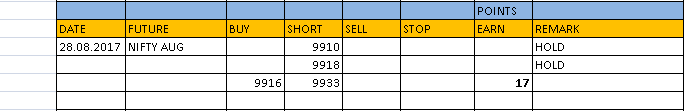 POINTS
DATE FUTURE BUY SHORT SELL STOP EARN REMARK
28.08.2017 NIFTY AUG 9910 HOLD
9918 HOLD
9916 9933 17